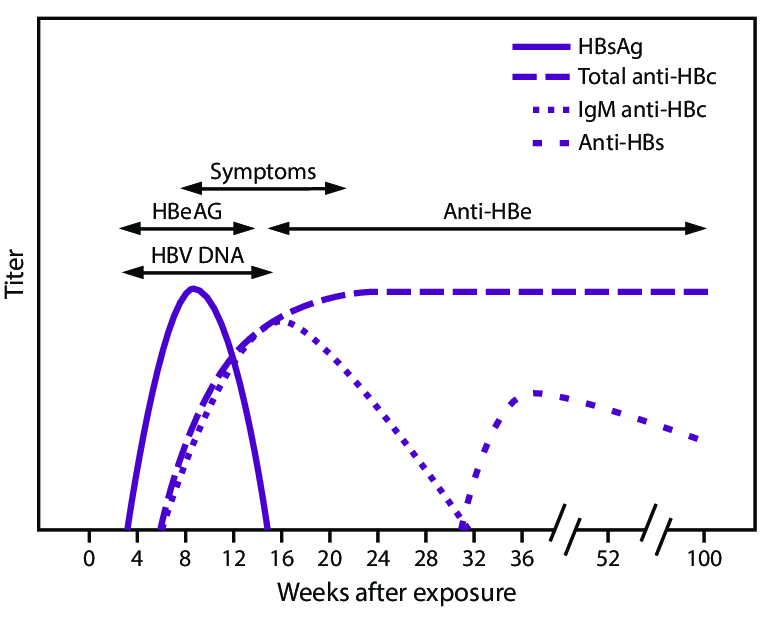 HBsAg
Total anti-HBc
IgM anti-HBc
Anti-HBs
Symptoms
HBeAG
Anti-HBe
HBV DNA
Titer
0 4 8 12 16 20 24 28 32 36 52 100
Weeks after exposure